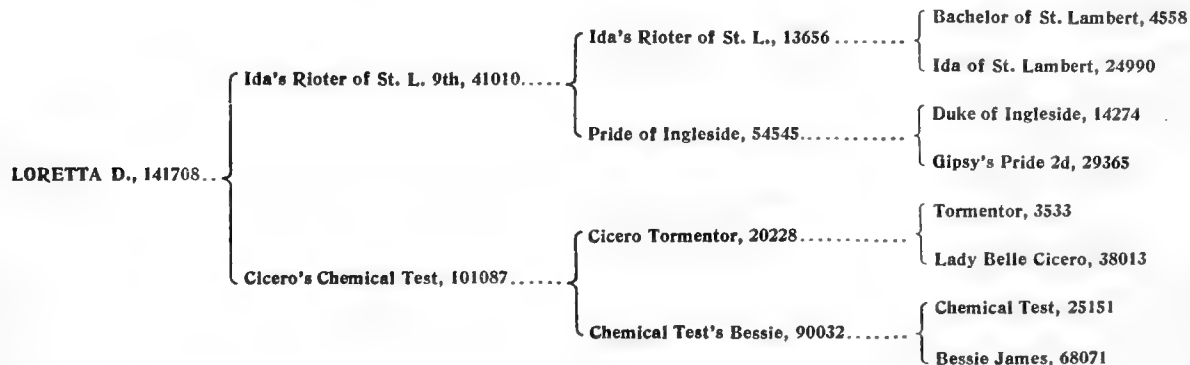 Bachelor of St. Lambert, 4558
Ida's Rioter of St. L., 13656
Ida of St. Lambert, 24990
Ida's Rioter of St. L. 9th, 41010
Duke of Ingleside, 14274
Pride of Ingleside, 54545
Gipsy's Pride 2d, 29365
LORETTA D., 141708
Tormentor, 3533
Cicero Tormentor, 20228
Lady Belle Cicero, 38013
Cicero's Chemical Test, 101087
Chemical Test, 25151
Chemical Test's Bessie, 90032
Bessie James, 68071